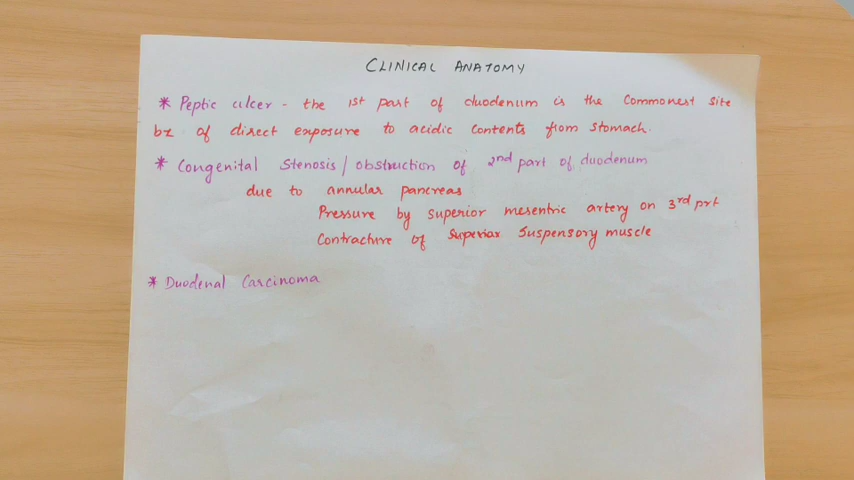 CLINICAL ANATOMY
* Peptic ulcer - the 1st part of duodenum is the commonest site
bz of direct exposure to acidic contents from stomach.
* Congenital Stenosis / obstruction of 2nd part of duodenum
due to annular pancreas
Pressure by superior mesentric artery on 3rd prt
Contracture of Superior Suspensory muscle
* Duodenal Carcinoma